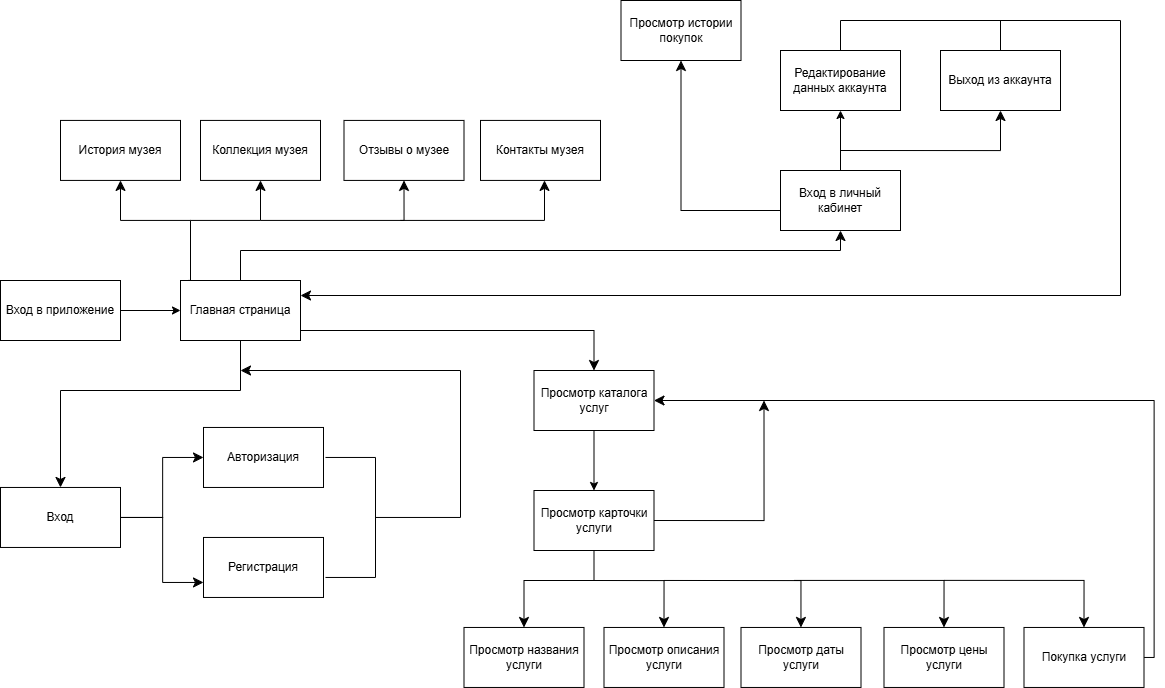 Просмотр истории
покупок
Редактирование
данных аккаунта
Выход из аккаунта
История музея
Коллекция музея
Отзывы о музее
Контакты музея
Вход в личный
кабинет
Вход в приложение
Главная страница
Просмотр каталога
услуг
Авторизация
Вход
Просмотр карточки
услуги
Регистрация
Просмотр названия
услуги
Просмотр описания
услуги
Просмотр даты
услуги
Просмотр цены
услуги
Покупка услуги